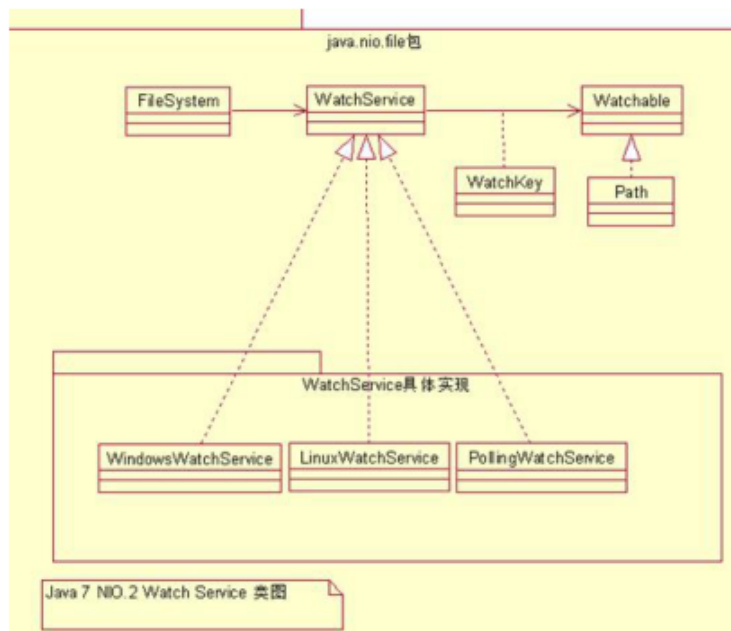 java.nio.file包
FileSystem
WatchService
Watchable
WatchKey
Path
WatchService具体实现
WindowsWatchService
LinuxWatchService
PollingWatchService
Java 7 NIO.2 Watch Service 类图